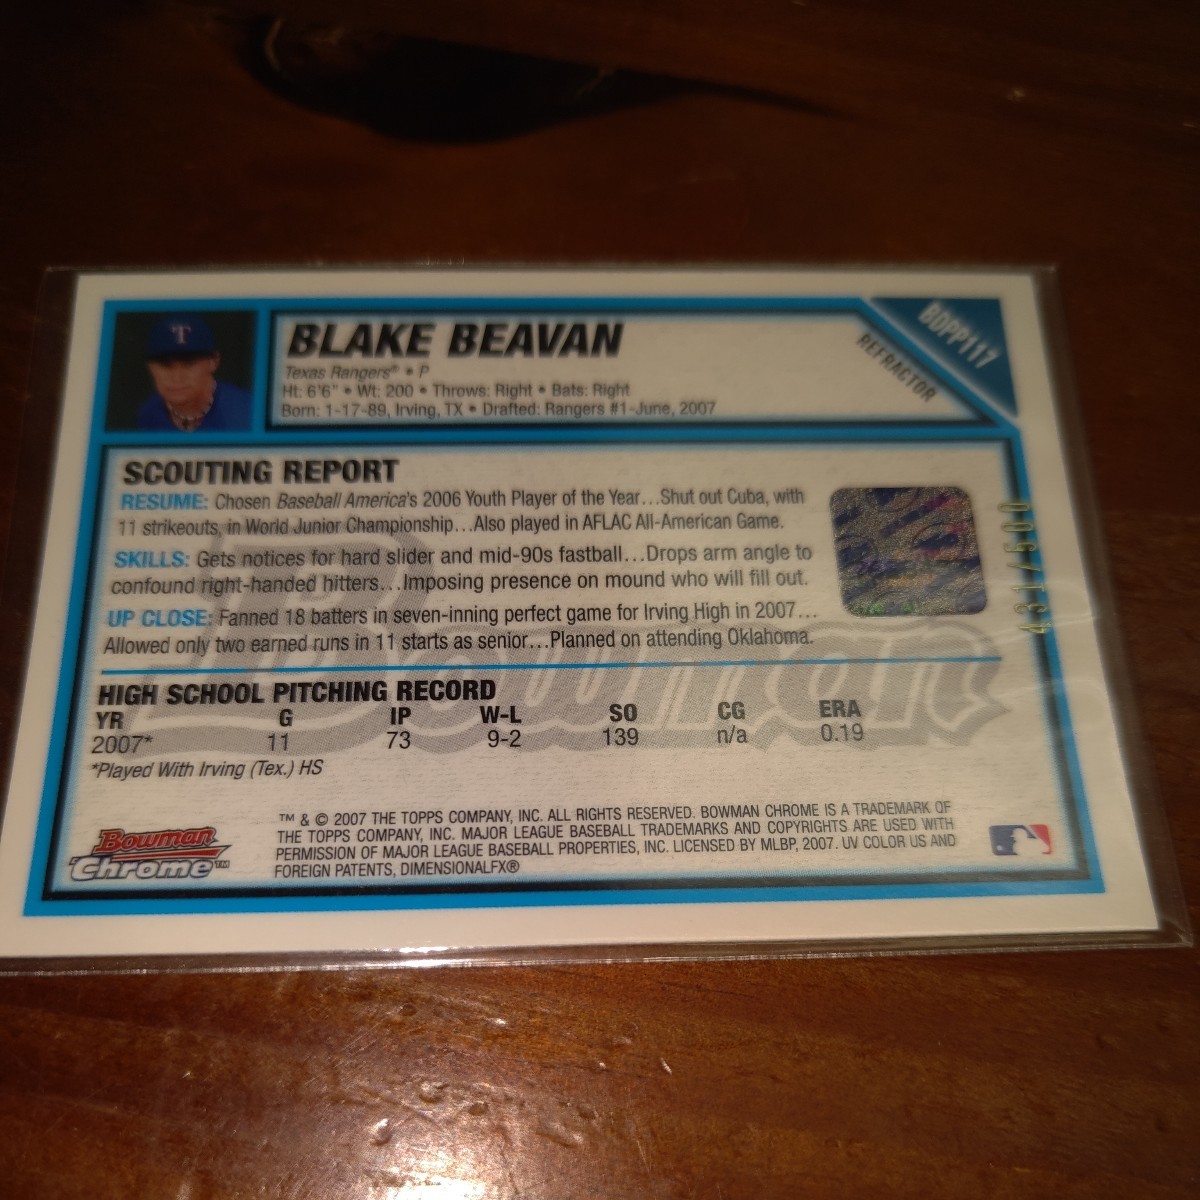 BDPP117
REFRACTOR
T
BLAKE BEAVAN
Texas Rangers® • P
Ht: 6'6" • Wt: 200 • Throws: Right • Bats: Right
Born: 1-17-89, Irving, TX • Drafted: Rangers #1-June, 2007
SCOUTING REPORT
RESUME: Chosen Baseball America's 2006 Youth Player of the Year...Shut out Cuba, with
11 strikeouts, in World Junior Championship...Also played in AFLAC All-American Game.
SKILLS: Gets notices for hard slider and mid-90s fastball...Drops arm angle to
confound right-handed hitters...Imposing presence on mound who will fill out.
UP CLOSE: Fanned 18 batters in seven-inning perfect game for Irving High in 2007...
Allowed only two earned runs in 11 starts as senior...Planned on attending Oklahoma.
431/500
Bowman
HIGH SCHOOL PITCHING RECORD
YR G IP W-L SO CG ERA
2007* 11 73 9-2 139 n/a 0.19
*Played With Irving (Tex.) HS
Bowman
Chrome™
™ & © 2007 THE TOPPS COMPANY, INC. ALL RIGHTS RESERVED. BOWMAN CHROME IS A TRADEMARK OF
THE TOPPS COMPANY, INC. MAJOR LEAGUE BASEBALL TRADEMARKS AND COPYRIGHTS ARE USED WITH
PERMISSION OF MAJOR LEAGUE BASEBALL PROPERTIES, INC. LICENSED BY MLBP, 2007. UV COLOR US AND
FOREIGN PATENTS, DIMENSIONALFX®